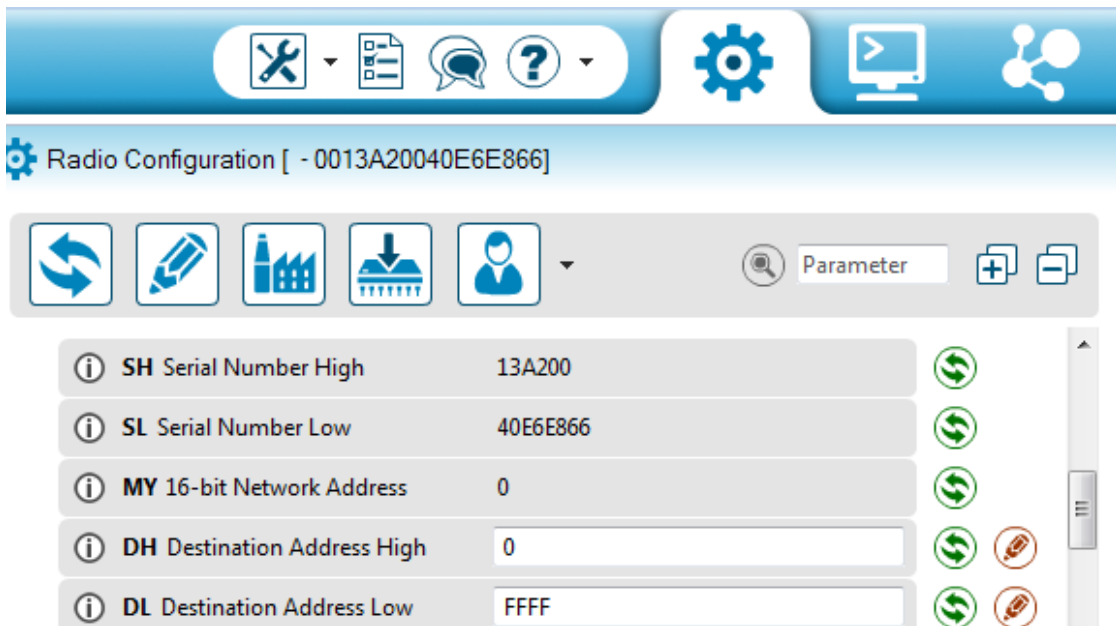 Radio Configuration [ - 0013A20040E6E866]
Parameter
SH Serial Number High 13A200
SL Serial Number Low 40E6E866
MY 16-bit Network Address 0
DH Destination Address High 0
DL Destination Address Low FFFF